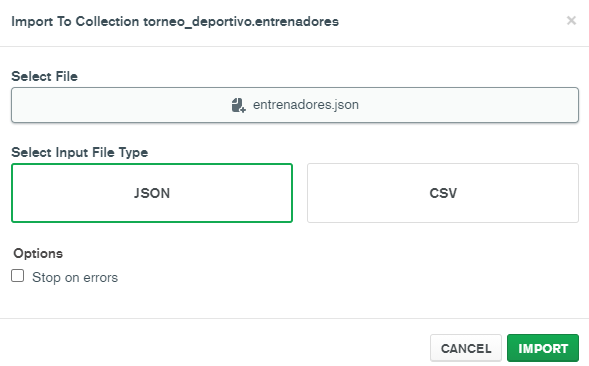 Import To Collection torneo_deportivo.entrenadores
×
Select File
entrenadores.json
Select Input File Type
JSON
CSV
Options
Stop on errors
CANCEL
IMPORT